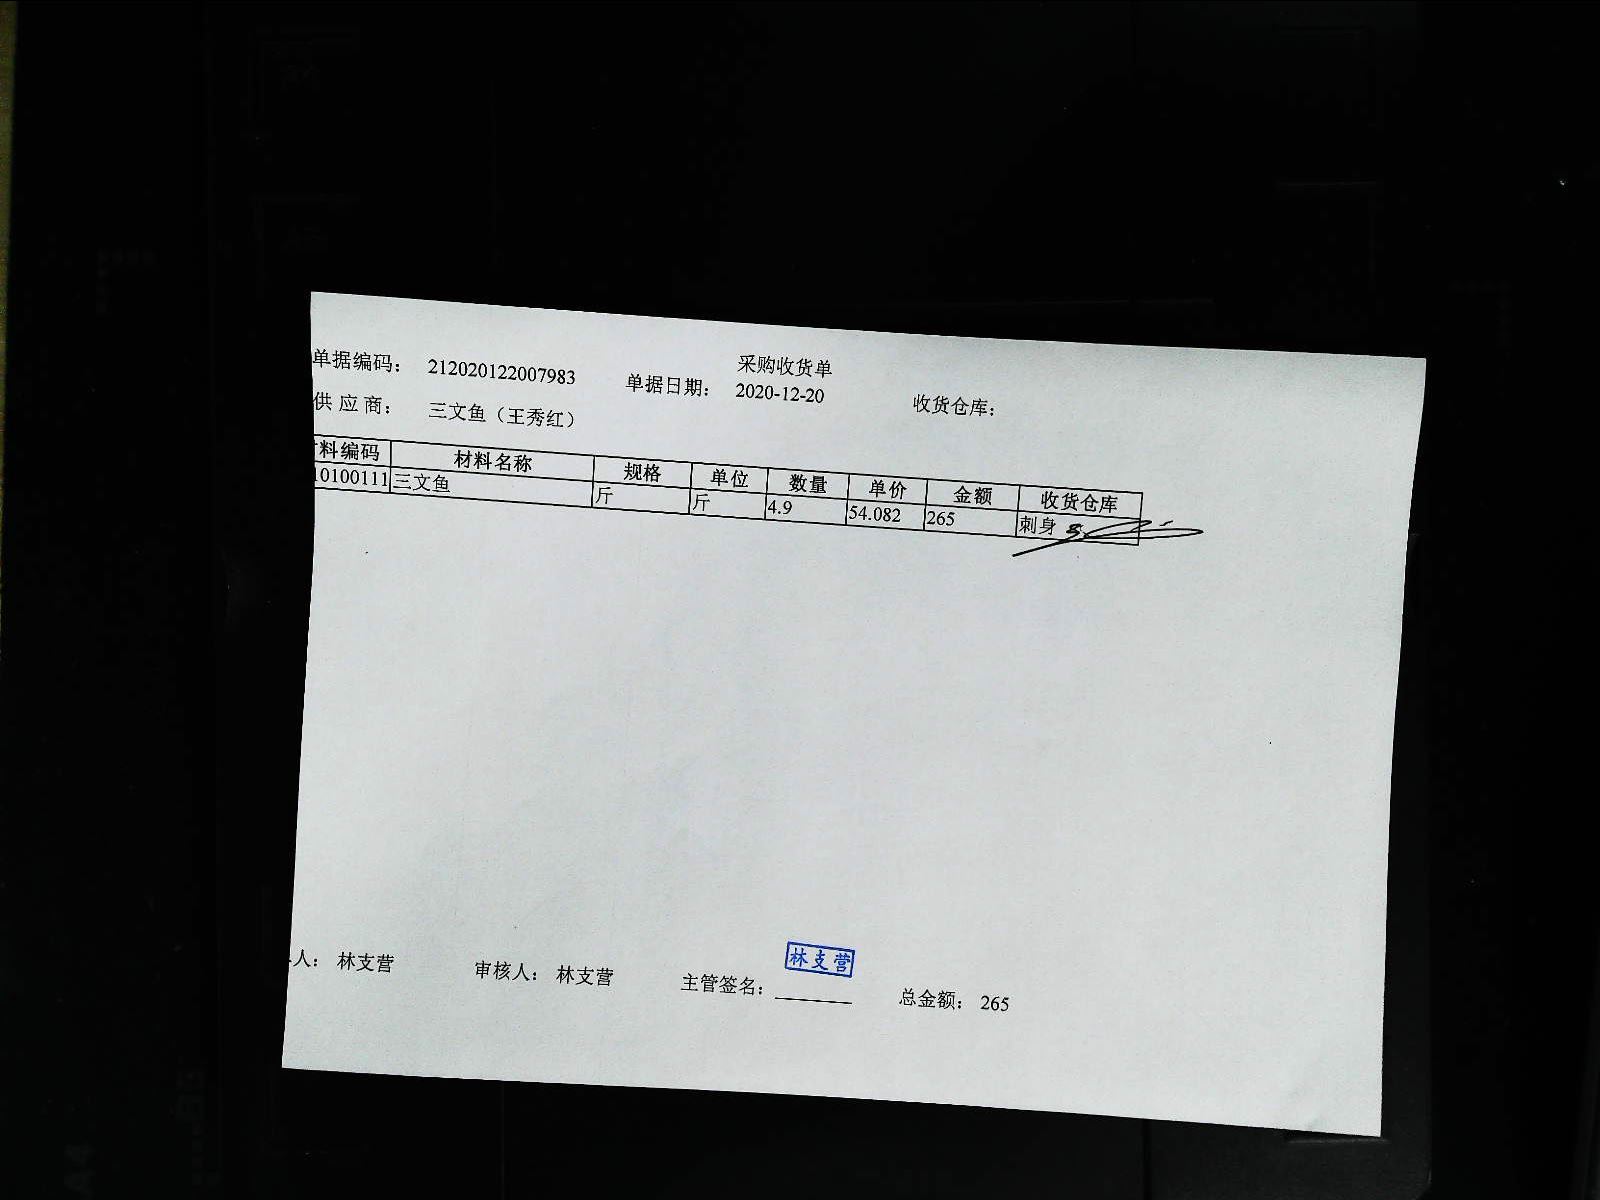 采购收货单
单据编码： 212020122007983 单据日期： 2020-12-20 收货仓库：
供应商： 三文鱼（王秀红）
料编码 材料名称 规格 单位 数量 单价 金额 收货仓库
10100111 三文鱼 斤 斤 4.9 54.082 265 刺身
人： 林支营 审核人： 林支营 主管签名： 林支营 总金额： 265